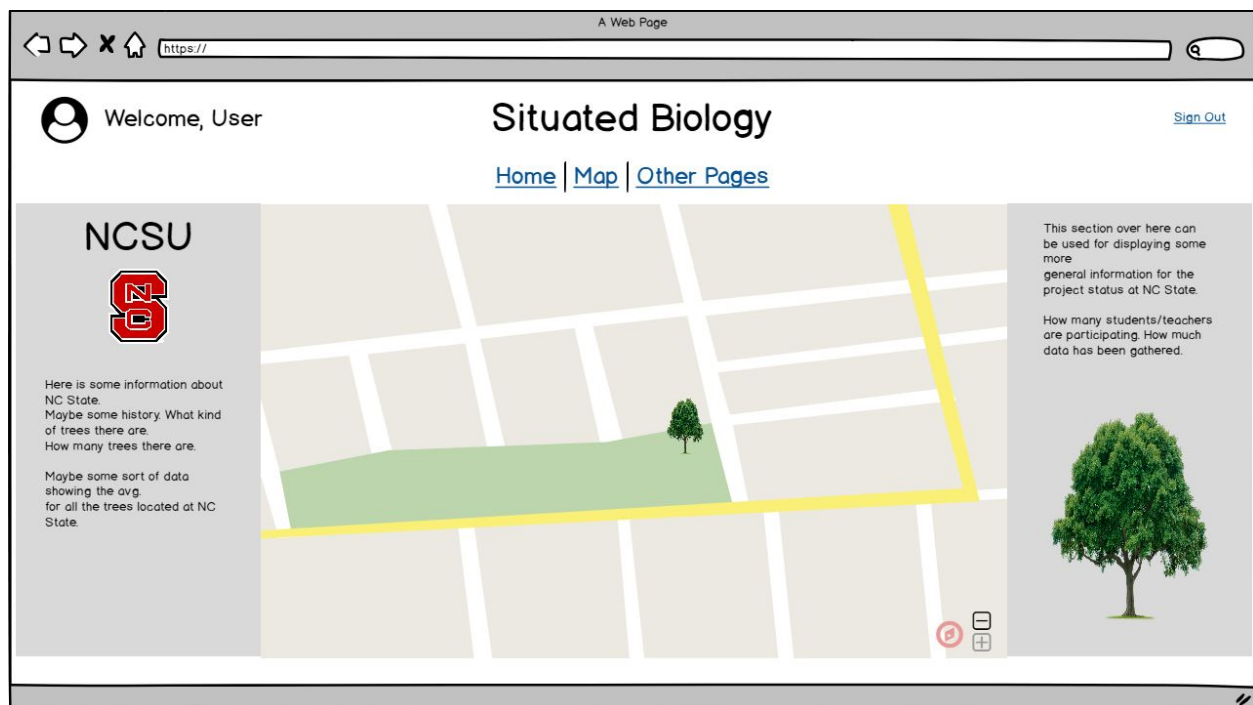 A Web Page
https://
Welcome, User
Situated Biology
Sign Out
Home | Map | Other Pages
NCSU
NC
S
Here is some information about
NC State.
Maybe some history. What kind
of trees there are.
How many trees there are.
Maybe some sort of data
showing the avg.
for all the trees located at NC
State.
This section over here can
be used for displaying some
more
general information for the
project status at NC State.
How many students/teachers
are participating. How much
data has been gathered.